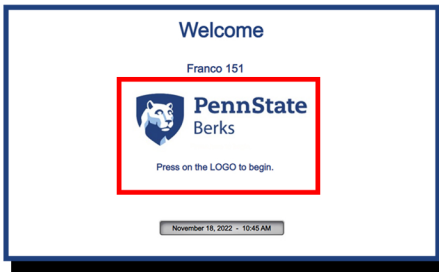 Welcome
Franco 151
PennState
Berks
Press on the LOGO to begin.
November 18, 2022 - 10:45 AM